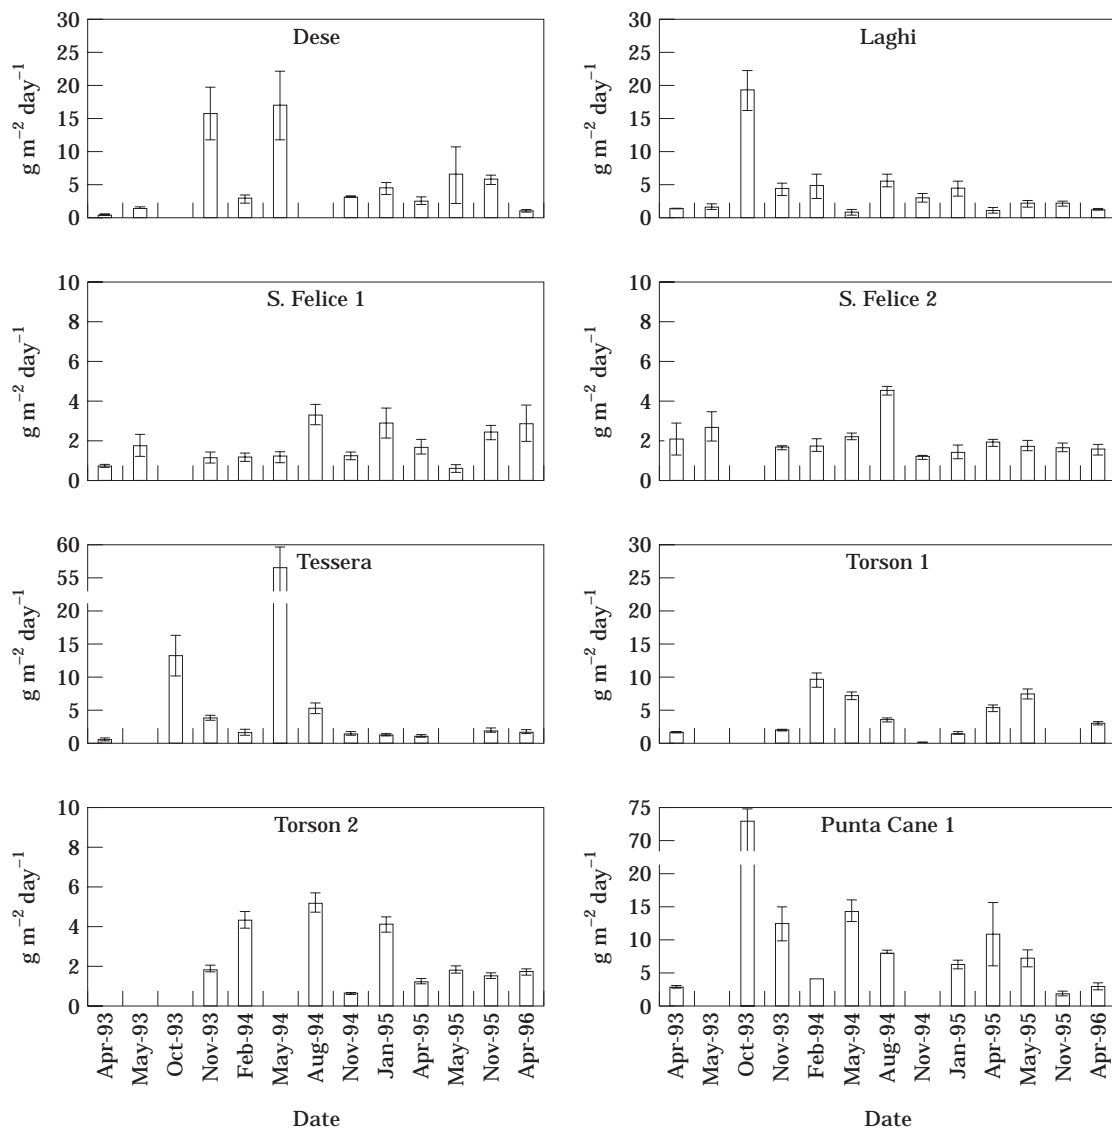 Dese
30
25
20
15
10
5
0
g m⁻² day⁻¹
Laghi
30
25
20
15
10
5
0
g m⁻² day⁻¹
S. Felice 1
10
8
6
4
2
0
g m⁻² day⁻¹
S. Felice 2
10
8
6
4
2
0
g m⁻² day⁻¹
Tessera
60
55
20
15
10
5
0
g m⁻² day⁻¹
Torson 1
30
25
20
15
10
5
0
g m⁻² day⁻¹
Torson 2
10
8
6
4
2
0
g m⁻² day⁻¹
Apr-93
May-93
Oct-93
Nov-93
Feb-94
May-94
Aug-94
Nov-94
Jan-95
Apr-95
May-95
Nov-95
Apr-96
Date
Punta Cane 1
75
70
20
15
10
5
0
g m⁻² day⁻¹
Apr-93
May-93
Oct-93
Nov-93
Feb-94
May-94
Aug-94
Nov-94
Jan-95
Apr-95
May-95
Nov-95
Apr-96
Date